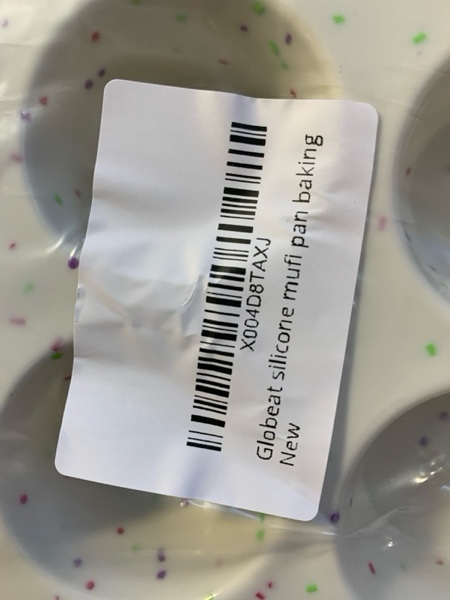 X004D8TAXJ
Globeat silicone mufi pan baking
New